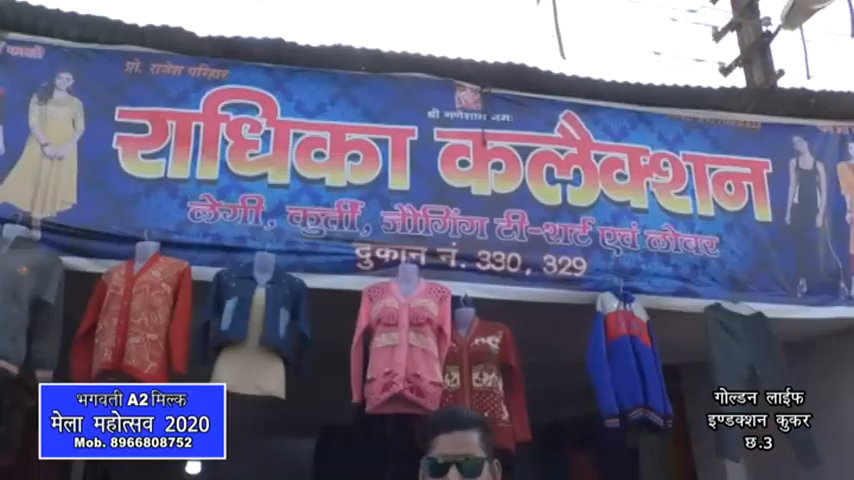 प्रो. राजेश परिहार
श्री गणेशाय नमः
राधिका कलेक्शन
लेगी, कुर्ती, जौगिंग टी-शर्ट एवं लोवर
दुकान नं. 330, 329
भगवती A2 मिल्क
मेला महोत्सव 2020
Mob. 8966808752
गोल्डन लाईफ
इण्डक्शन कुकर
छ.3